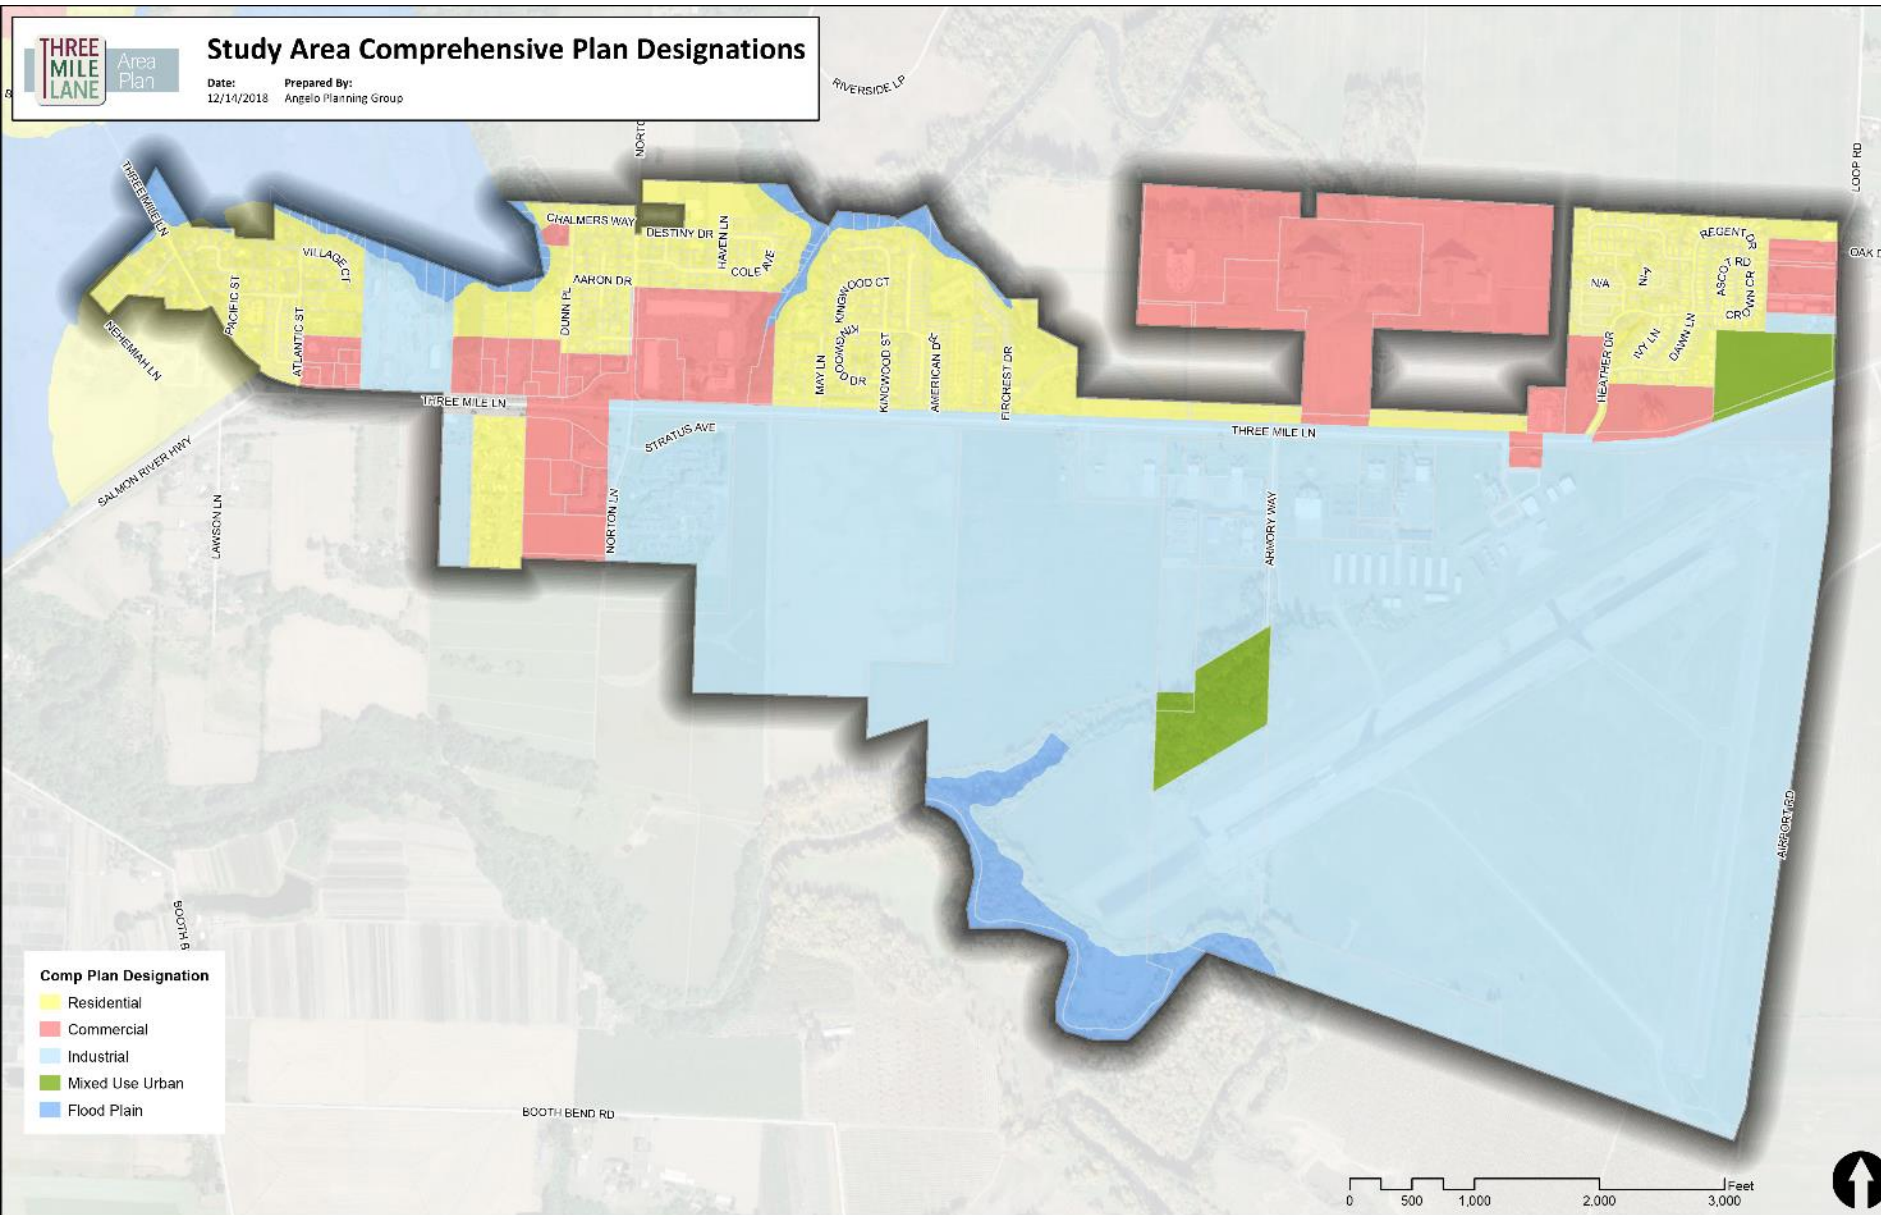 THREE
MILE
LANE
Area
Plan
Study Area Comprehensive Plan Designations
Date:
Prepared By:
12/14/2018
Angelo Planning Group
RIVERSIDE LP
LOOP RD
THREE MILE LN
CHALMERS WAY
DESTINY DR
HAVEN LN
REGENT DR
VILLAGE CT
COLE AVE
AARON DR
N/A
ASCOT RD
PACIFIC ST
ATLANTIC ST
DUNN PL
KINGWOOD CT
KINGWOOD DR
NEHEMIAH LN
MAY LN
KINGWOOD ST
AMERICAN DR
FIRCREST DR
HEATHER DR
IVY LN
DAWN LN
THREE MILE LN
STRATUS AVE
THREE MILE LN
SALMON RIVER HWY
LAWSON LN
NORTON LN
ARMORY WAY
AIRPORT RD
BOOTH B
Comp Plan Designation
Residential
Commercial
Industrial
Mixed Use Urban
Flood Plain
BOOTH BEND RD
Feet
0
500
1,000
2,000
3,000